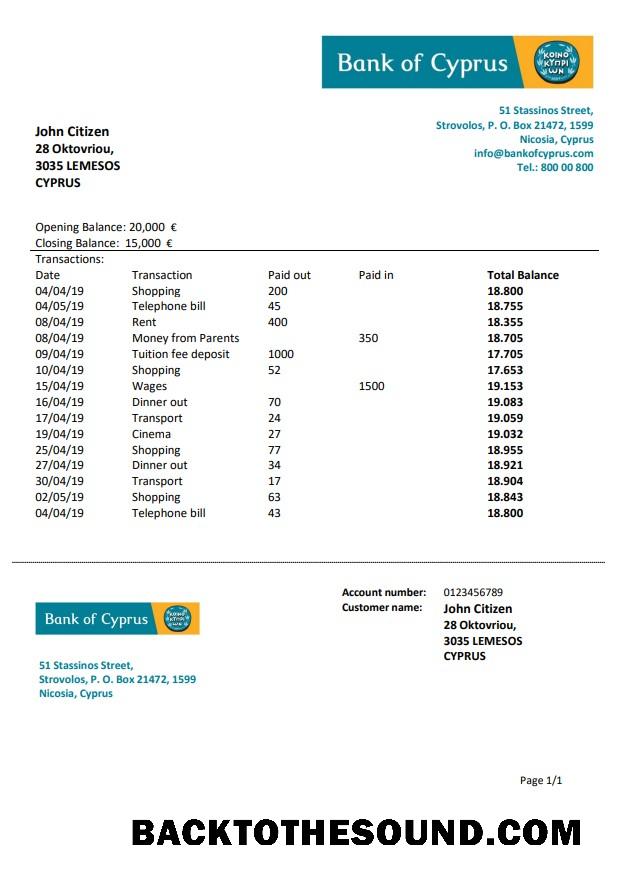 Bank of Cyprus
ΚΟΙΝΟ
ΚΥΠΡΙ
ΩΝ
51 Stassinos Street,
Strovolos, P. O. Box 21472, 1599
Nicosia, Cyprus
info@bankofcyprus.com
Tel.: 800 00 800
John Citizen
28 Oktovriou,
3035 LEMESOS
CYPRUS
Opening Balance: 20,000 €
Closing Balance: 15,000 €
Transactions:
Date Transaction Paid out Paid in Total Balance
04/04/19 Shopping 200 18.800
04/05/19 Telephone bill 45 18.755
08/04/19 Rent 400 18.355
08/04/19 Money from Parents 350 18.705
09/04/19 Tuition fee deposit 1000 17.705
10/04/19 Shopping 52 17.653
15/04/19 Wages 1500 19.153
16/04/19 Dinner out 70 19.083
17/04/19 Transport 24 19.059
19/04/19 Cinema 27 19.032
25/04/19 Shopping 77 18.955
27/04/19 Dinner out 34 18.921
30/04/19 Transport 17 18.904
02/05/19 Shopping 63 18.843
04/04/19 Telephone bill 43 18.800
Bank of Cyprus
ΚΟΙΝΟ
ΚΥΠΡΙ
ΩΝ
51 Stassinos Street,
Strovolos, P. O. Box 21472, 1599
Nicosia, Cyprus
Account number: 0123456789
Customer name: John Citizen
28 Oktovriou,
3035 LEMESOS
CYPRUS
Page 1/1
BACKTOTHESOUND.COM